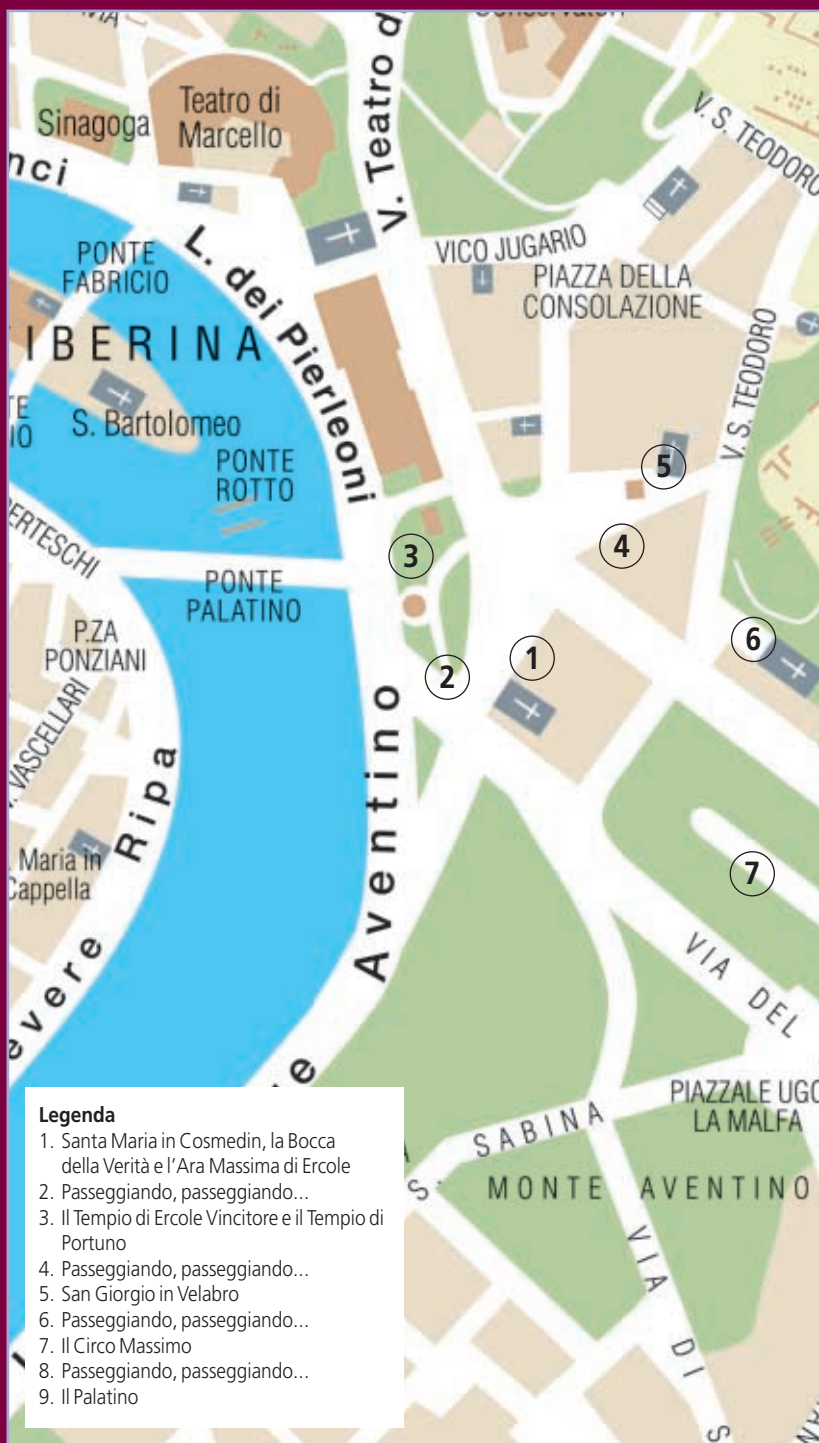 Conservatori
V. Teatro d
Teatro di
Marcello
Sinagoga
V. S. TEODORO
nci
PONTE
FABRICIO
L. dei Pierleoni
VICO JUGARIO
PIAZZA DELLA
CONSOLAZIONE
IBERINA
V. S. TEODORO
S. Bartolomeo
PONTE
ROTTO
5
4
3
PONTE
PALATINO
P.ZA
PONZIANI
6
1
2
V. VASCELLARI
Ripa
Aventino
. Maria in
Cappella
7
evere
VIA DEL
PIAZZALE UGO
LA MALFA
S. SABINA
MONTE AVENTINO
VIA DI S
Legenda
1. Santa Maria in Cosmedin, la Bocca
della Verità e l'Ara Massima di Ercole
2. Passeggiando, passeggiando...
3. Il Tempio di Ercole Vincitore e il Tempio di
Portuno
4. Passeggiando, passeggiando...
5. San Giorgio in Velabro
6. Passeggiando, passeggiando...
7. Il Circo Massimo
8. Passeggiando, passeggiando...
9. Il Palatino